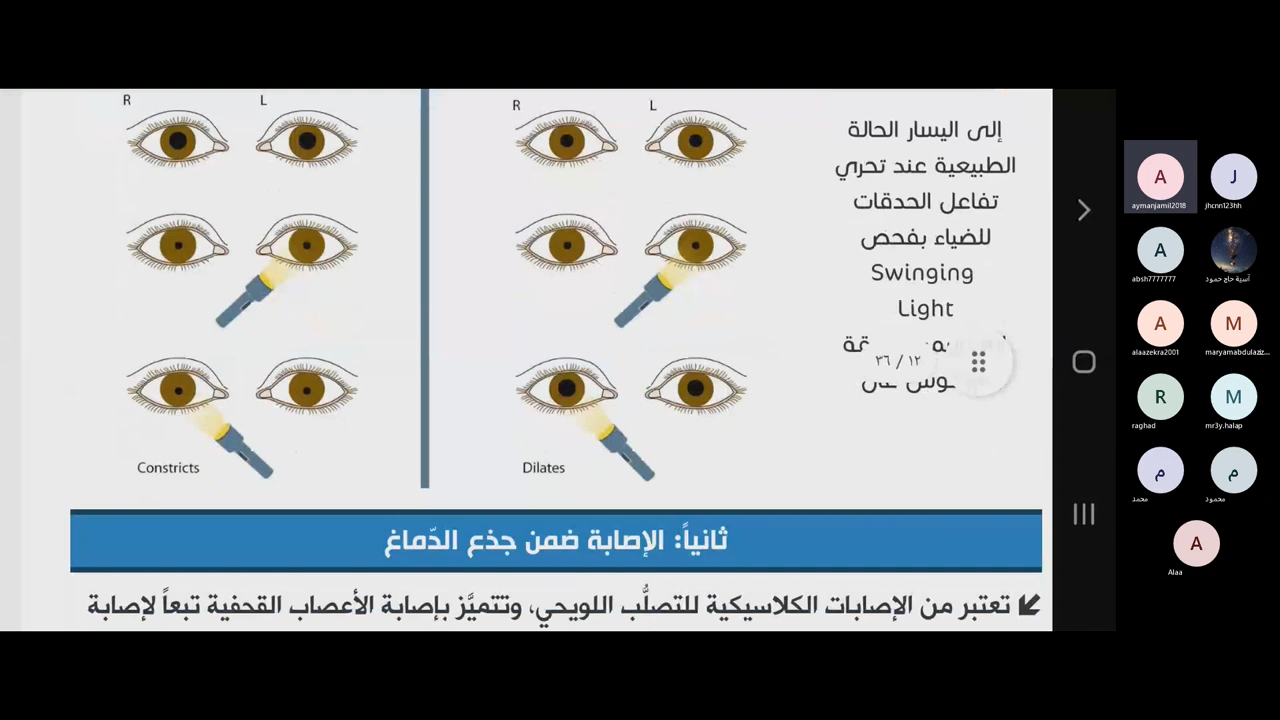 R
L
R
L
إلى اليسار الحالة
الطبيعية عند تحري
تفاعل الحدقات
للضياء بفحص
Swinging
Light
١٢ / ٣٦
Constricts
Dilates
ثانياً: الإصابة ضمن جذع الدّماغ
تعتبر من الإصابات الكلاسيكية للتصلُّب اللويحي، وتتميَّز بإصابة الأعصاب القحفية تبعاً لإصابة
A
aymanjamil2018
J
jhcnn123hh
A
absh7777777
آسية حاج حمود
A
alaazekra2001
M
maryamabdulaziz...
R
raghad
M
mr3y.halap
م
محمد
م
محمود
A
Alaa